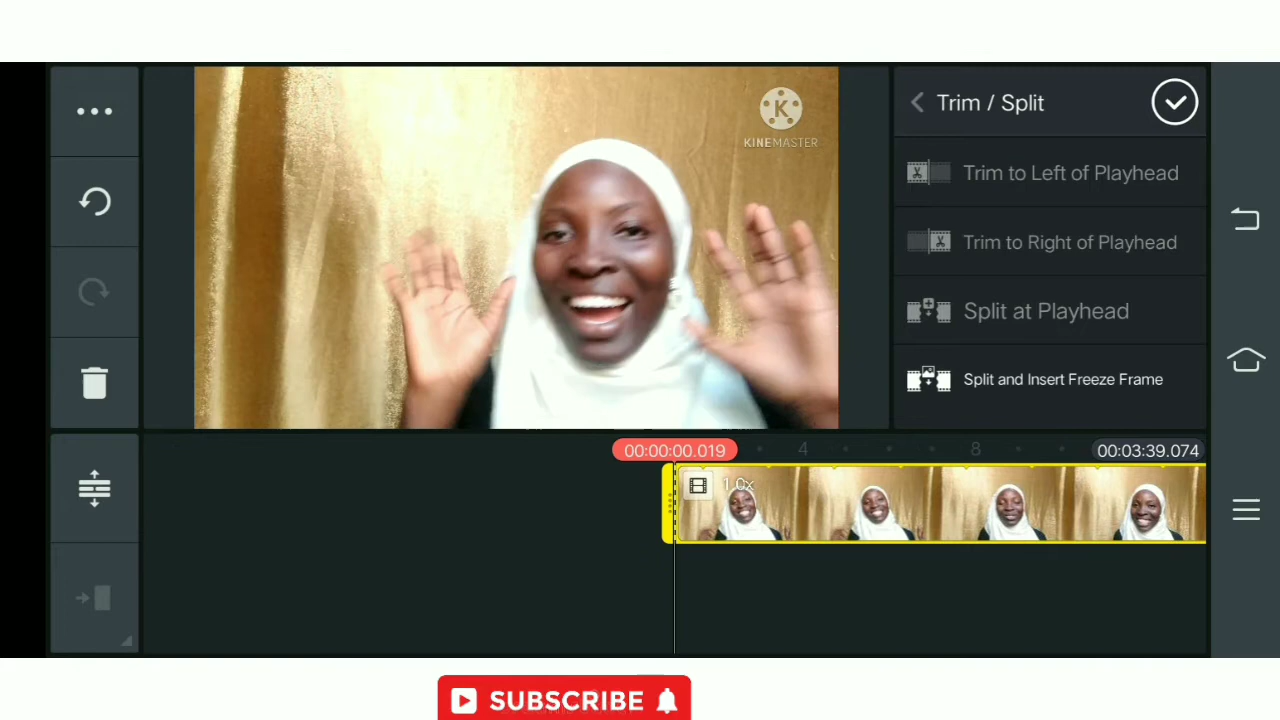 Trim / Split
K
KINEMASTER
Trim to Left of Playhead
Trim to Right of Playhead
Split at Playhead
Split and Insert Freeze Frame
00:00:00.019
4
8
00:03:39.074
1.0x
SUBSCRIBE